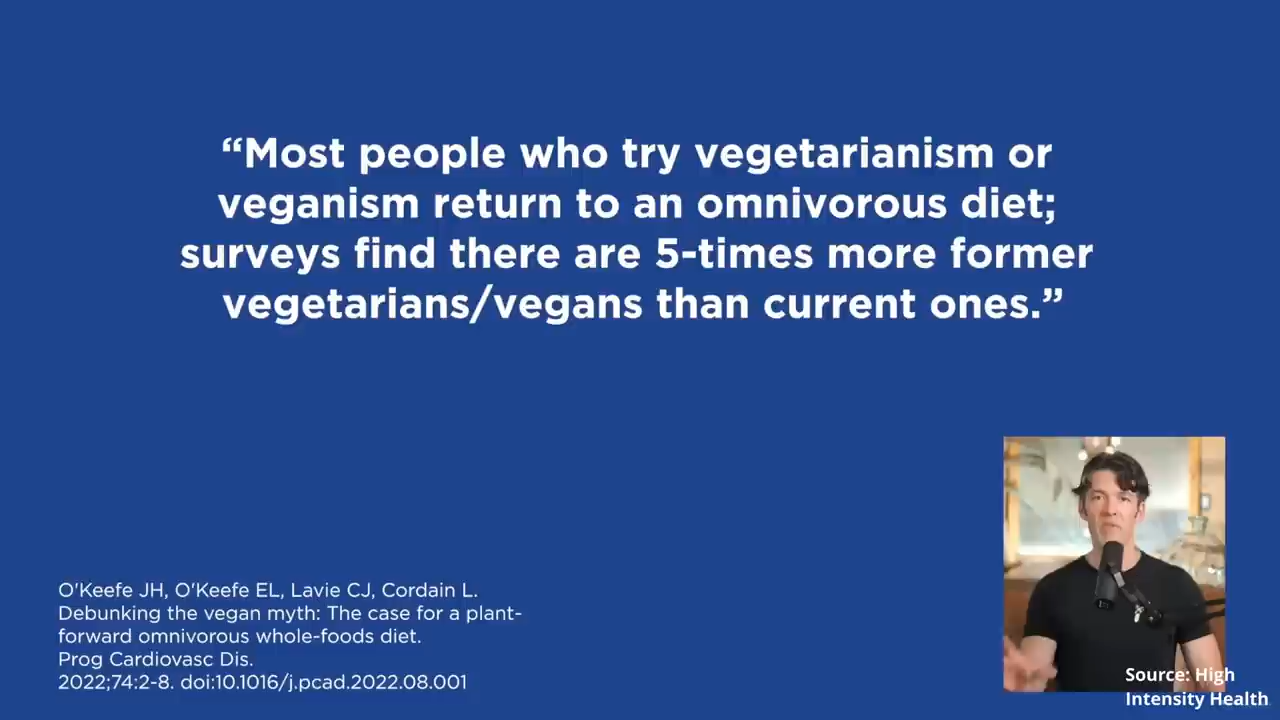 “Most people who try vegetarianism or
veganism return to an omnivorous diet;
surveys find there are 5-times more former
vegetarians/vegans than current ones.”
O'Keefe JH, O'Keefe EL, Lavie CJ, Cordain L.
Debunking the vegan myth: The case for a plant-
forward omnivorous whole-foods diet.
Prog Cardiovasc Dis.
2022;74:2-8. doi:10.1016/j.pcad.2022.08.001
Source: High
Intensity Health